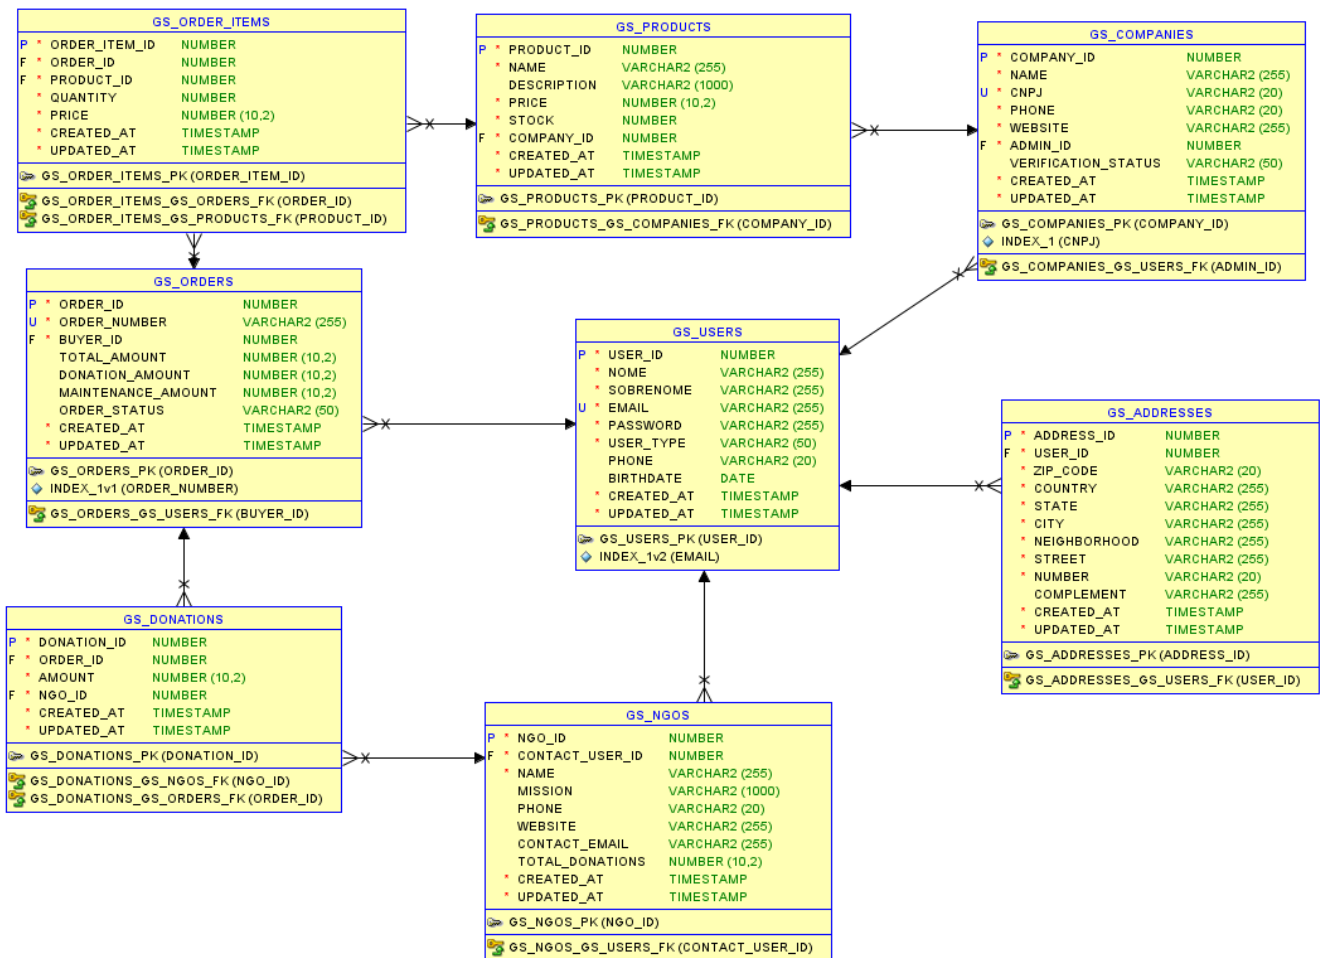 GS_ORDER_ITEMS
P * ORDER_ITEM_ID NUMBER
F * ORDER_ID NUMBER
F * PRODUCT_ID NUMBER
* QUANTITY NUMBER
* PRICE NUMBER (10,2)
* CREATED_AT TIMESTAMP
* UPDATED_AT TIMESTAMP
GS_ORDER_ITEMS_PK (ORDER_ITEM_ID)
GS_ORDER_ITEMS_GS_ORDERS_FK (ORDER_ID)
GS_ORDER_ITEMS_GS_PRODUCTS_FK (PRODUCT_ID)
GS_PRODUCTS
P * PRODUCT_ID NUMBER
* NAME VARCHAR2 (255)
DESCRIPTION VARCHAR2 (1000)
* PRICE NUMBER (10,2)
* STOCK NUMBER
F * COMPANY_ID NUMBER
* CREATED_AT TIMESTAMP
* UPDATED_AT TIMESTAMP
GS_PRODUCTS_PK (PRODUCT_ID)
GS_PRODUCTS_GS_COMPANIES_FK (COMPANY_ID)
GS_COMPANIES
P * COMPANY_ID NUMBER
* NAME VARCHAR2 (255)
U * CNPJ VARCHAR2 (20)
* PHONE VARCHAR2 (20)
* WEBSITE VARCHAR2 (255)
F * ADMIN_ID NUMBER
VERIFICATION_STATUS VARCHAR2 (50)
* CREATED_AT TIMESTAMP
* UPDATED_AT TIMESTAMP
GS_COMPANIES_PK (COMPANY_ID)
INDEX_1 (CNPJ)
GS_COMPANIES_GS_USERS_FK (ADMIN_ID)
GS_ORDERS
P * ORDER_ID NUMBER
U * ORDER_NUMBER VARCHAR2 (255)
F * BUYER_ID NUMBER
TOTAL_AMOUNT NUMBER (10,2)
DONATION_AMOUNT NUMBER (10,2)
MAINTENANCE_AMOUNT NUMBER (10,2)
ORDER_STATUS VARCHAR2 (50)
* CREATED_AT TIMESTAMP
* UPDATED_AT TIMESTAMP
GS_ORDERS_PK (ORDER_ID)
INDEX_1v1 (ORDER_NUMBER)
GS_ORDERS_GS_USERS_FK (BUYER_ID)
GS_USERS
P * USER_ID NUMBER
* NOME VARCHAR2 (255)
* SOBRENOME VARCHAR2 (255)
U * EMAIL VARCHAR2 (255)
* PASSWORD VARCHAR2 (255)
* USER_TYPE VARCHAR2 (50)
PHONE VARCHAR2 (20)
BIRTHDATE DATE
* CREATED_AT TIMESTAMP
* UPDATED_AT TIMESTAMP
GS_USERS_PK (USER_ID)
INDEX_1v2 (EMAIL)
GS_ADDRESSES
P * ADDRESS_ID NUMBER
F * USER_ID NUMBER
* ZIP_CODE VARCHAR2 (20)
* COUNTRY VARCHAR2 (255)
* STATE VARCHAR2 (255)
* CITY VARCHAR2 (255)
* NEIGHBORHOOD VARCHAR2 (255)
* STREET VARCHAR2 (255)
* NUMBER VARCHAR2 (20)
COMPLEMENT VARCHAR2 (255)
* CREATED_AT TIMESTAMP
* UPDATED_AT TIMESTAMP
GS_ADDRESSES_PK (ADDRESS_ID)
GS_ADDRESSES_GS_USERS_FK (USER_ID)
GS_DONATIONS
P * DONATION_ID NUMBER
F * ORDER_ID NUMBER
* AMOUNT NUMBER (10,2)
F * NGO_ID NUMBER
* CREATED_AT TIMESTAMP
* UPDATED_AT TIMESTAMP
GS_DONATIONS_PK (DONATION_ID)
GS_DONATIONS_GS_NGOS_FK (NGO_ID)
GS_DONATIONS_GS_ORDERS_FK (ORDER_ID)
GS_NGOS
P * NGO_ID NUMBER
F * CONTACT_USER_ID NUMBER
* NAME VARCHAR2 (255)
MISSION VARCHAR2 (1000)
PHONE VARCHAR2 (20)
WEBSITE VARCHAR2 (255)
CONTACT_EMAIL VARCHAR2 (255)
TOTAL_DONATIONS NUMBER (10,2)
* CREATED_AT TIMESTAMP
* UPDATED_AT TIMESTAMP
GS_NGOS_PK (NGO_ID)
GS_NGOS_GS_USERS_FK (CONTACT_USER_ID)